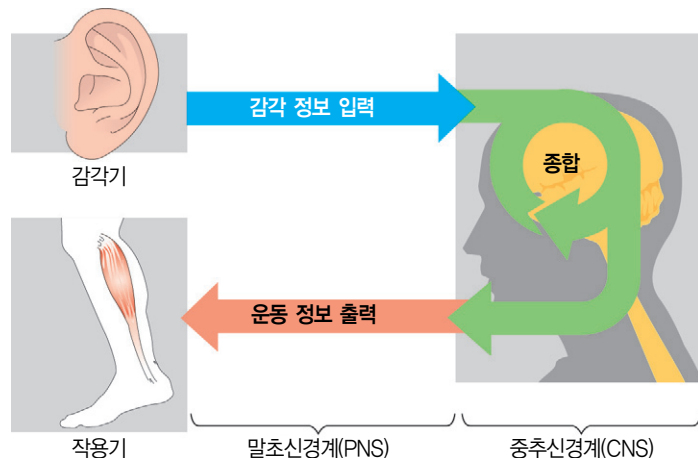 감각 정보 입력
종합
감각기
운동 정보 출력
작용기
말초신경계(PNS)
중추신경계(CNS)